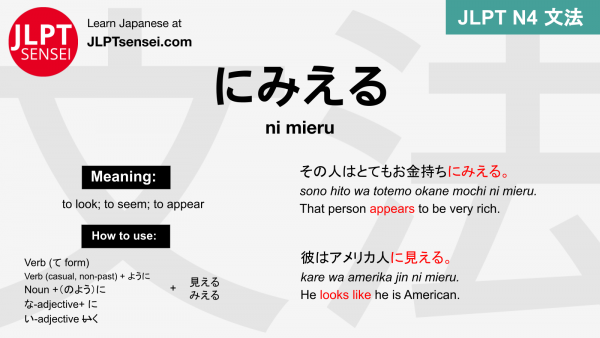 JLPT
SENSEI
Learn Japanese at
JLPTsensei.com
JLPT N4 文法
にみえる
ni mieru
Meaning:
to look; to seem; to appear
How to use:
Verb (て form)
Verb (casual, non-past) + ように
Noun +（のよう）に
な-adjective+ に
い-adjective いく
+
見える
みえる
その人はとてもお金持ちにみえる。
sono hito wa totemo okane mochi ni mieru.
That person appears to be very rich.
彼はアメリカ人に見える。
kare wa amerika jin ni mieru.
He looks like he is American.
文法